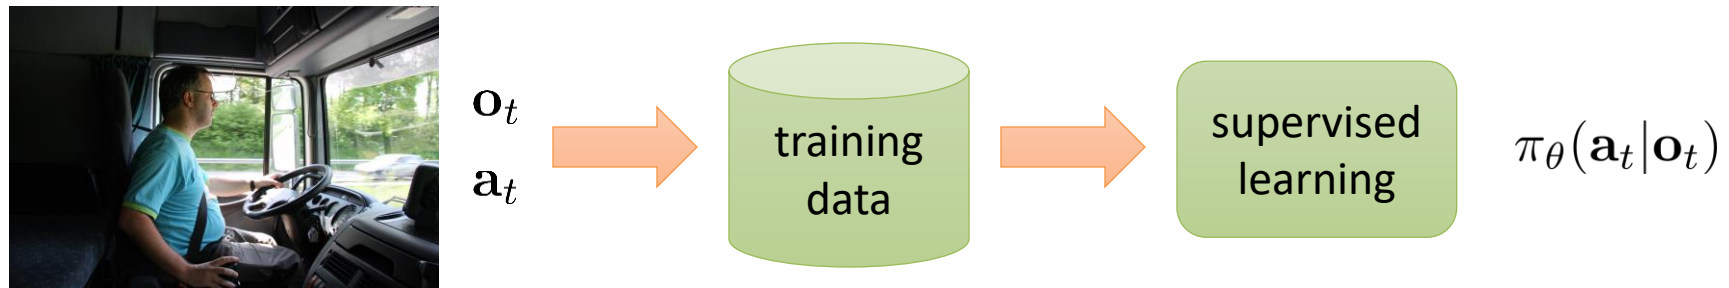 o_t
a_t
training
data
supervised
learning
π_θ(a_t|o_t)